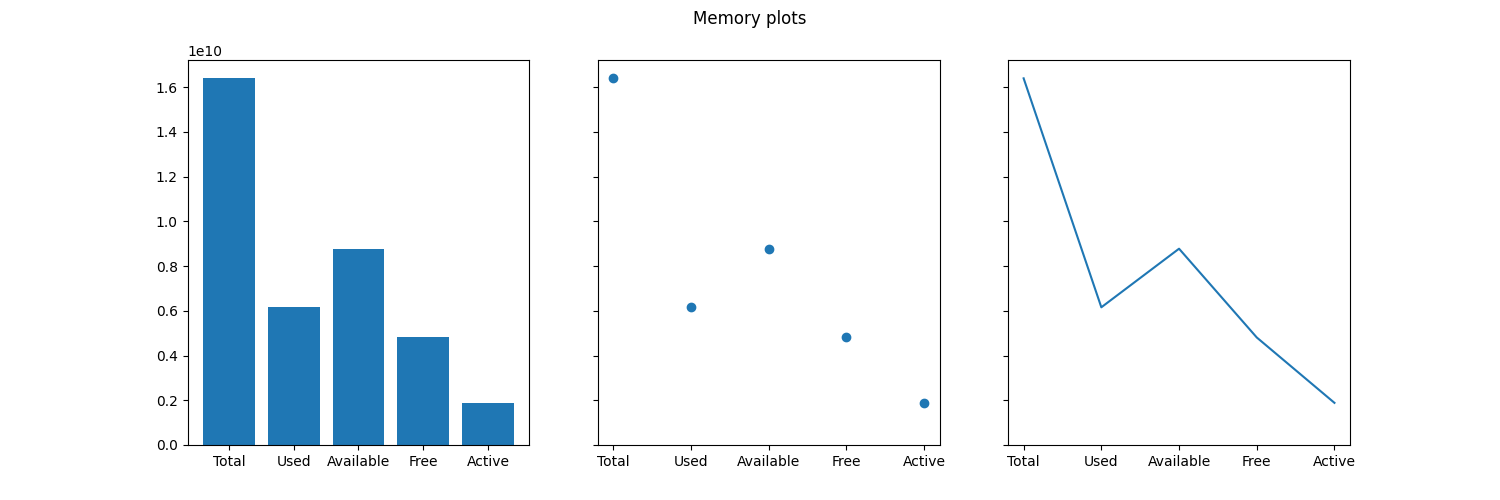 Memory plots
1e10
1.6
1.4
1.2
1.0
0.8
0.6
0.4
0.2
0.0
Total Used Available Free Active
Total Used Available Free Active
Total Used Available Free Active